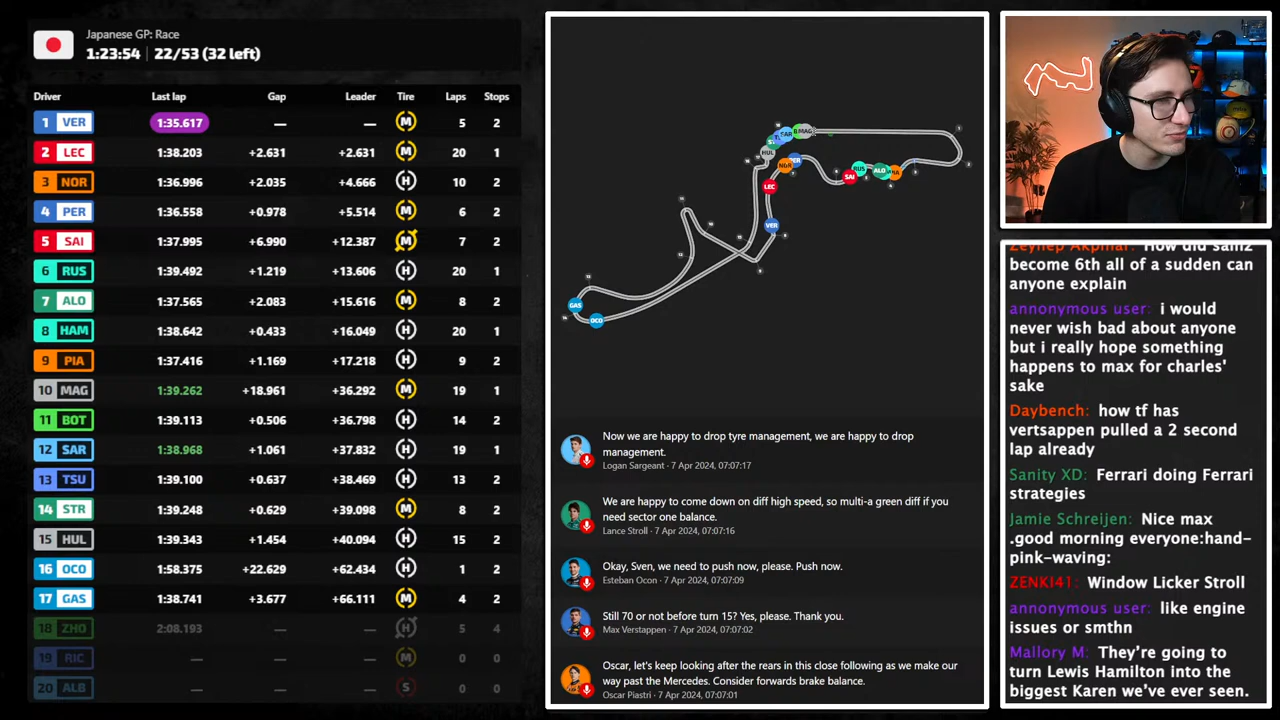 Japanese GP: Race
1:23:54 | 22/53 (32 left)
Driver Last lap Gap Leader Tire Laps Stops
1 VER 1:35.617 — — M 5 2
2 LEC 1:38.203 +2.631 +2.631 M 20 1
3 NOR 1:36.996 +2.035 +4.666 H 10 2
4 PER 1:36.558 +0.978 +5.514 M 6 2
5 SAI 1:37.995 +6.990 +12.387 M 7 2
6 RUS 1:39.492 +1.219 +13.606 H 20 1
7 ALO 1:37.565 +2.083 +15.616 M 8 2
8 HAM 1:38.642 +0.433 +16.049 H 20 1
9 PIA 1:37.416 +1.169 +17.218 H 9 2
10 MAG 1:39.262 +18.961 +36.292 M 19 1
11 BOT 1:39.113 +0.506 +36.798 H 14 2
12 SAR 1:38.968 +1.061 +37.832 H 19 1
13 TSU 1:39.100 +0.637 +38.469 H 13 2
14 STR 1:39.248 +0.629 +39.098 M 8 2
15 HUL 1:39.343 +1.454 +40.094 H 15 2
16 OCO 1:58.375 +22.629 +62.434 H 1 2
17 GAS 1:38.741 +3.677 +66.111 M 4 2
18 ZHO 2:08.193 — — H 5 4
19 RIC — — — M 0 0
20 ALB — — — S 0 0
SAR MAG
HUL
NOR PER
LEC
SAI RUS ALO
VER
GAS
OCO
Now we are happy to drop tyre management, we are happy to drop
management.
Logan Sargeant · 7 Apr 2024, 07:07:17
We are happy to come down on diff high speed, so multi-a green diff if you
need sector one balance.
Lance Stroll · 7 Apr 2024, 07:07:16
Okay, Sven, we need to push now, please. Push now.
Esteban Ocon · 7 Apr 2024, 07:07:09
Still 70 or not before turn 15? Yes, please. Thank you.
Max Verstappen · 7 Apr 2024, 07:07:02
Oscar, let's keep looking after the rears in this close following as we make our
way past the Mercedes. Consider forwards brake balance.
Oscar Piastri · 7 Apr 2024, 07:07:01
become 6th all of a sudden can
anyone explain
annonymous user: i would
never wish bad about anyone
but i really hope something
happens to max for charles'
sake
Daybench: how tf has
vertsappen pulled a 2 second
lap already
Sanity XD: Ferrari doing Ferrari
strategies
Jamie Schreijen: Nice max
.good morning everyone:hand-
pink-waving:
ZENKI41: Window Licker Stroll
annonymous user: like engine
issues or smthn
Mallory M: They're going to
turn Lewis Hamilton into the
biggest Karen we've ever seen.